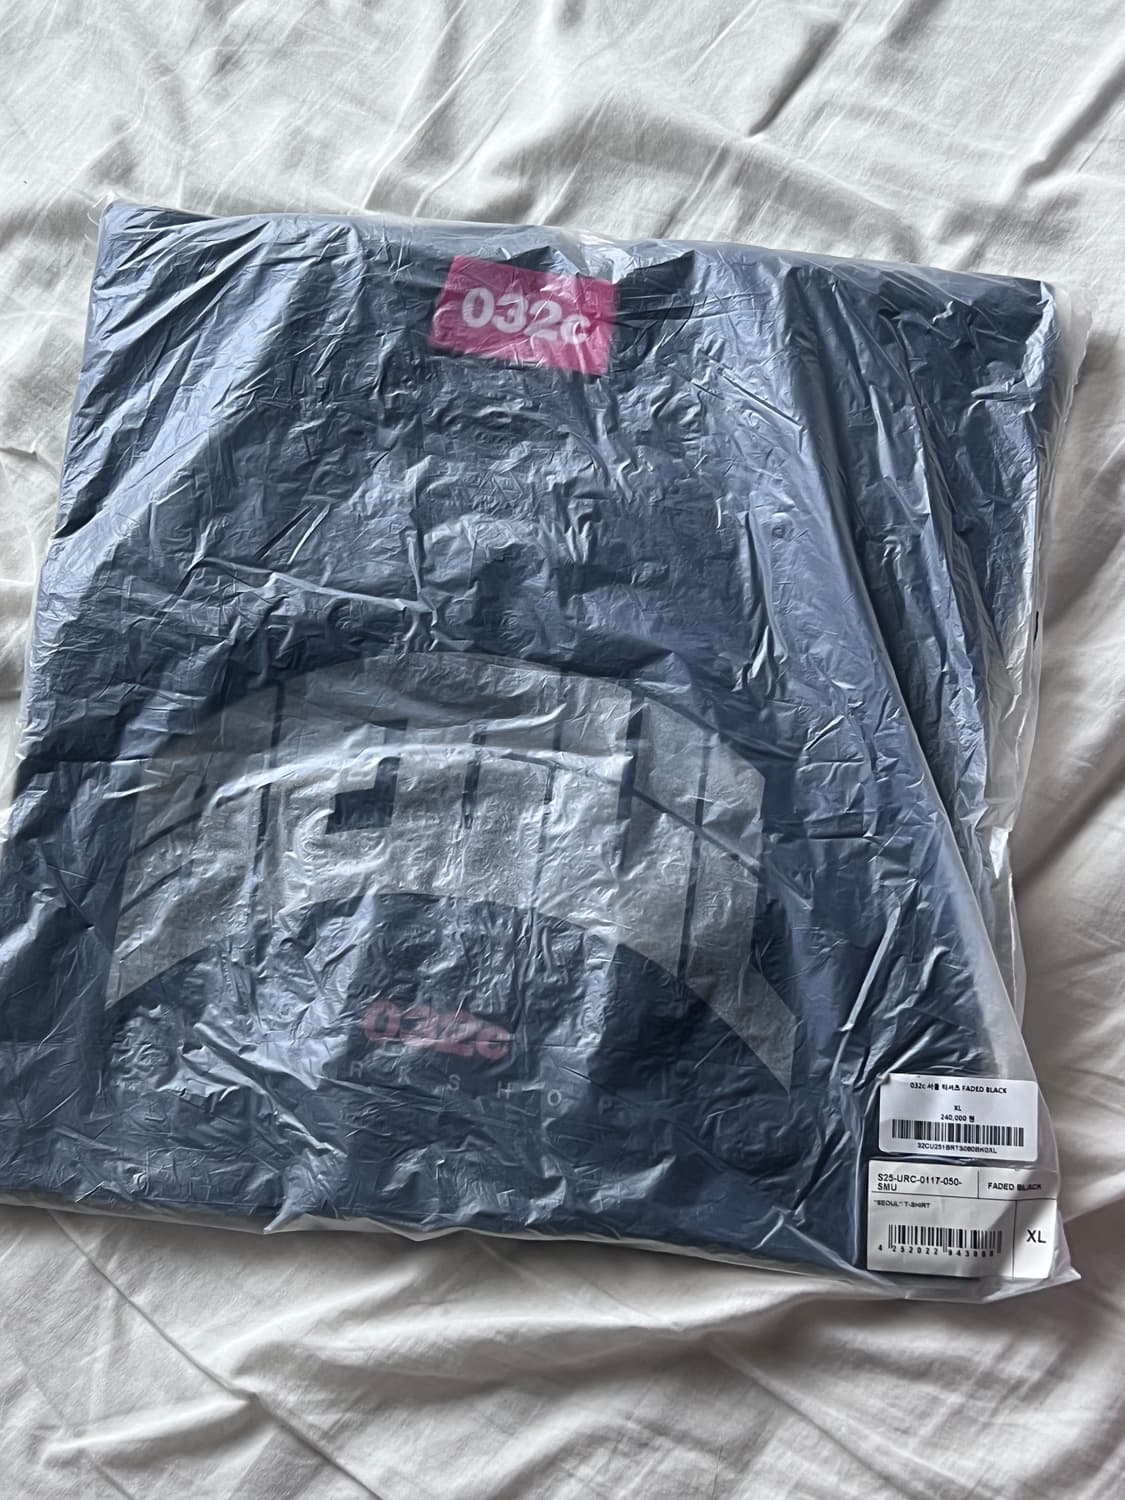 032c
032c
R K S H O P
032c 서울 티셔츠 FADED BLACK
XL
240,000 원
32CU251BRTS080BK0XL
S25-URC-0117-050-
SMU
FADED BLACK
"SEOUL" T-SHIRT
XL